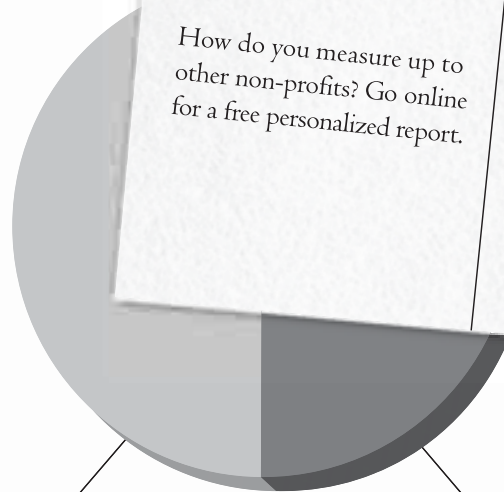 How do you measure up to
other non-profits? Go online
for a free personalized report.